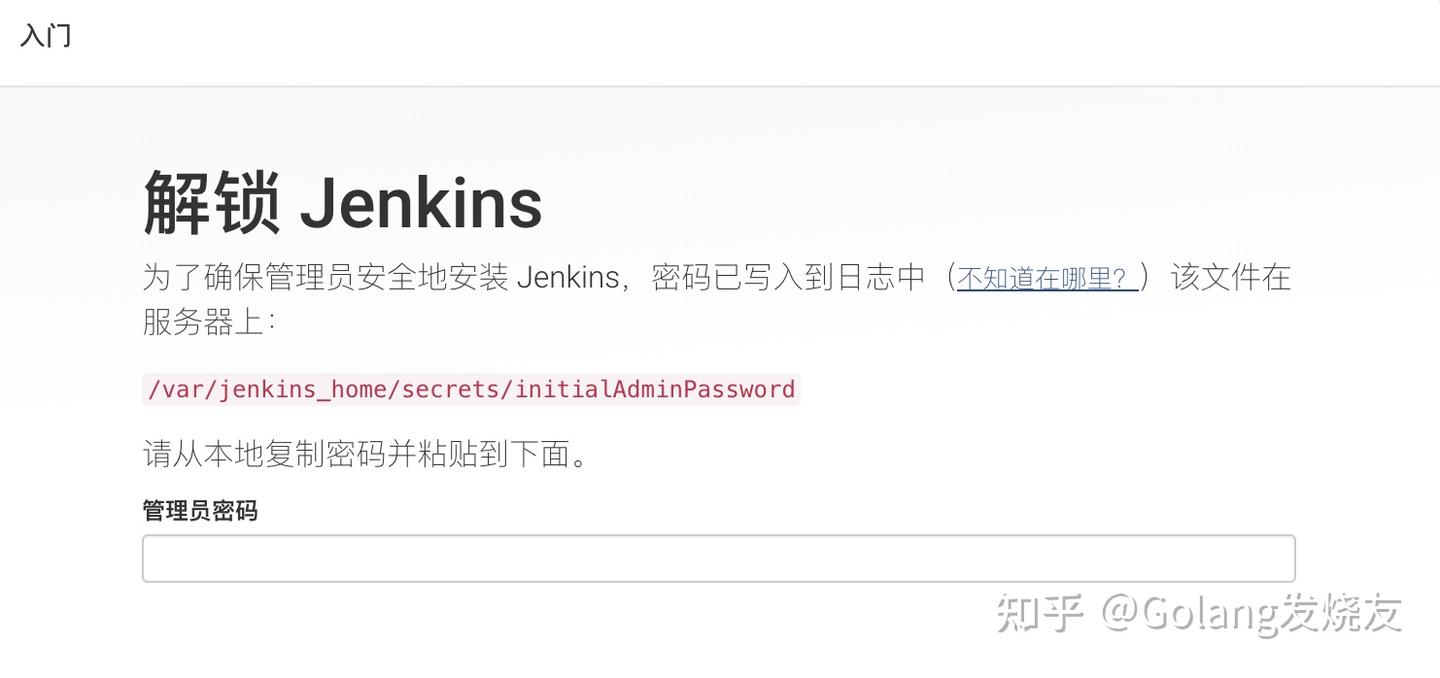 入门
解锁 Jenkins
为了确保管理员安全地安装 Jenkins，密码已写入到日志中（不知道在哪里？）该文件在
服务器上：
/var/jenkins_home/secrets/initialAdminPassword
请从本地复制密码并粘贴到下面。
管理员密码
知乎 @Golang发烧友